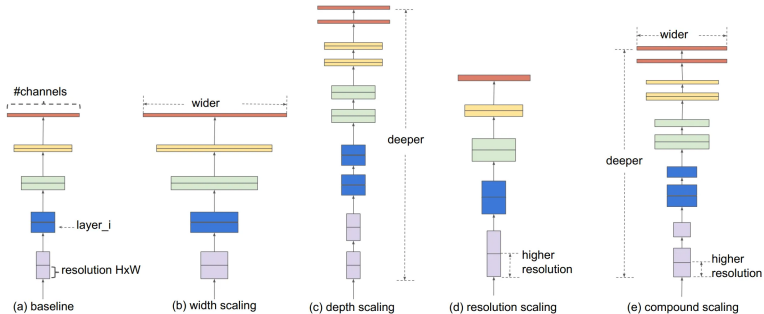 #channels
wider
deeper
wider
layer_i
resolution HxW
higher
resolution
deeper
higher
resolution
(a) baseline
(b) width scaling
(c) depth scaling
(d) resolution scaling
(e) compound scaling